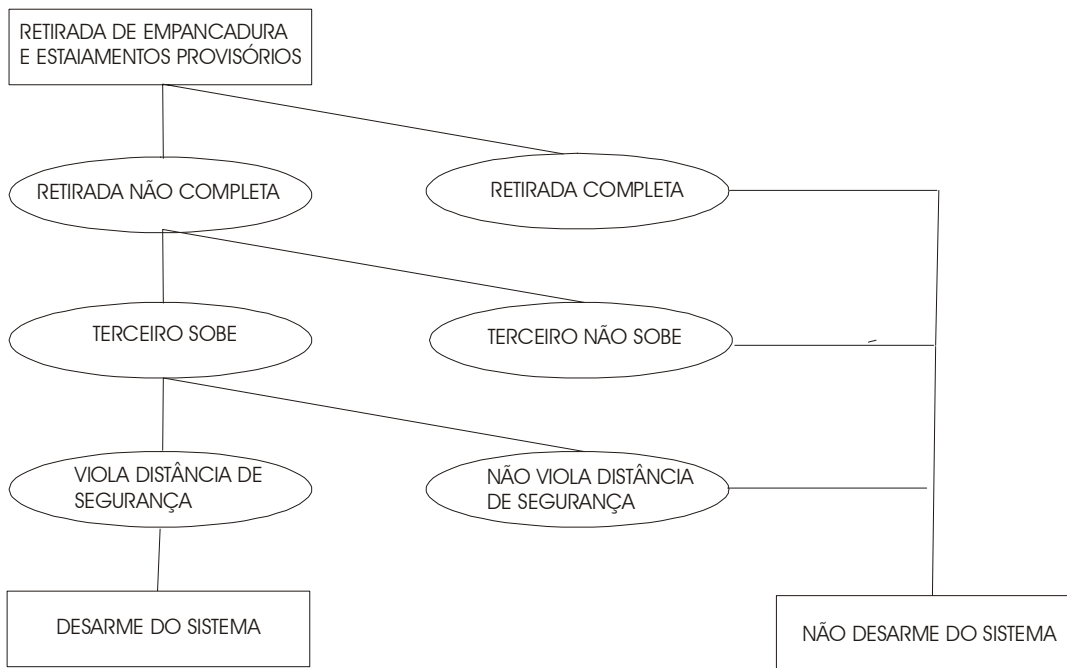 RETIRADA DE EMPANCADURA
E ESTAIAMENTOS PROVISÓRIOS
RETIRADA NÃO COMPLETA
RETIRADA COMPLETA
TERCEIRO SOBE
TERCEIRO NÃO SOBE
VIOLA DISTÂNCIA DE
SEGURANÇA
NÃO VIOLA DISTÂNCIA
DE SEGURANÇA
DESARME DO SISTEMA
NÃO DESARME DO SISTEMA